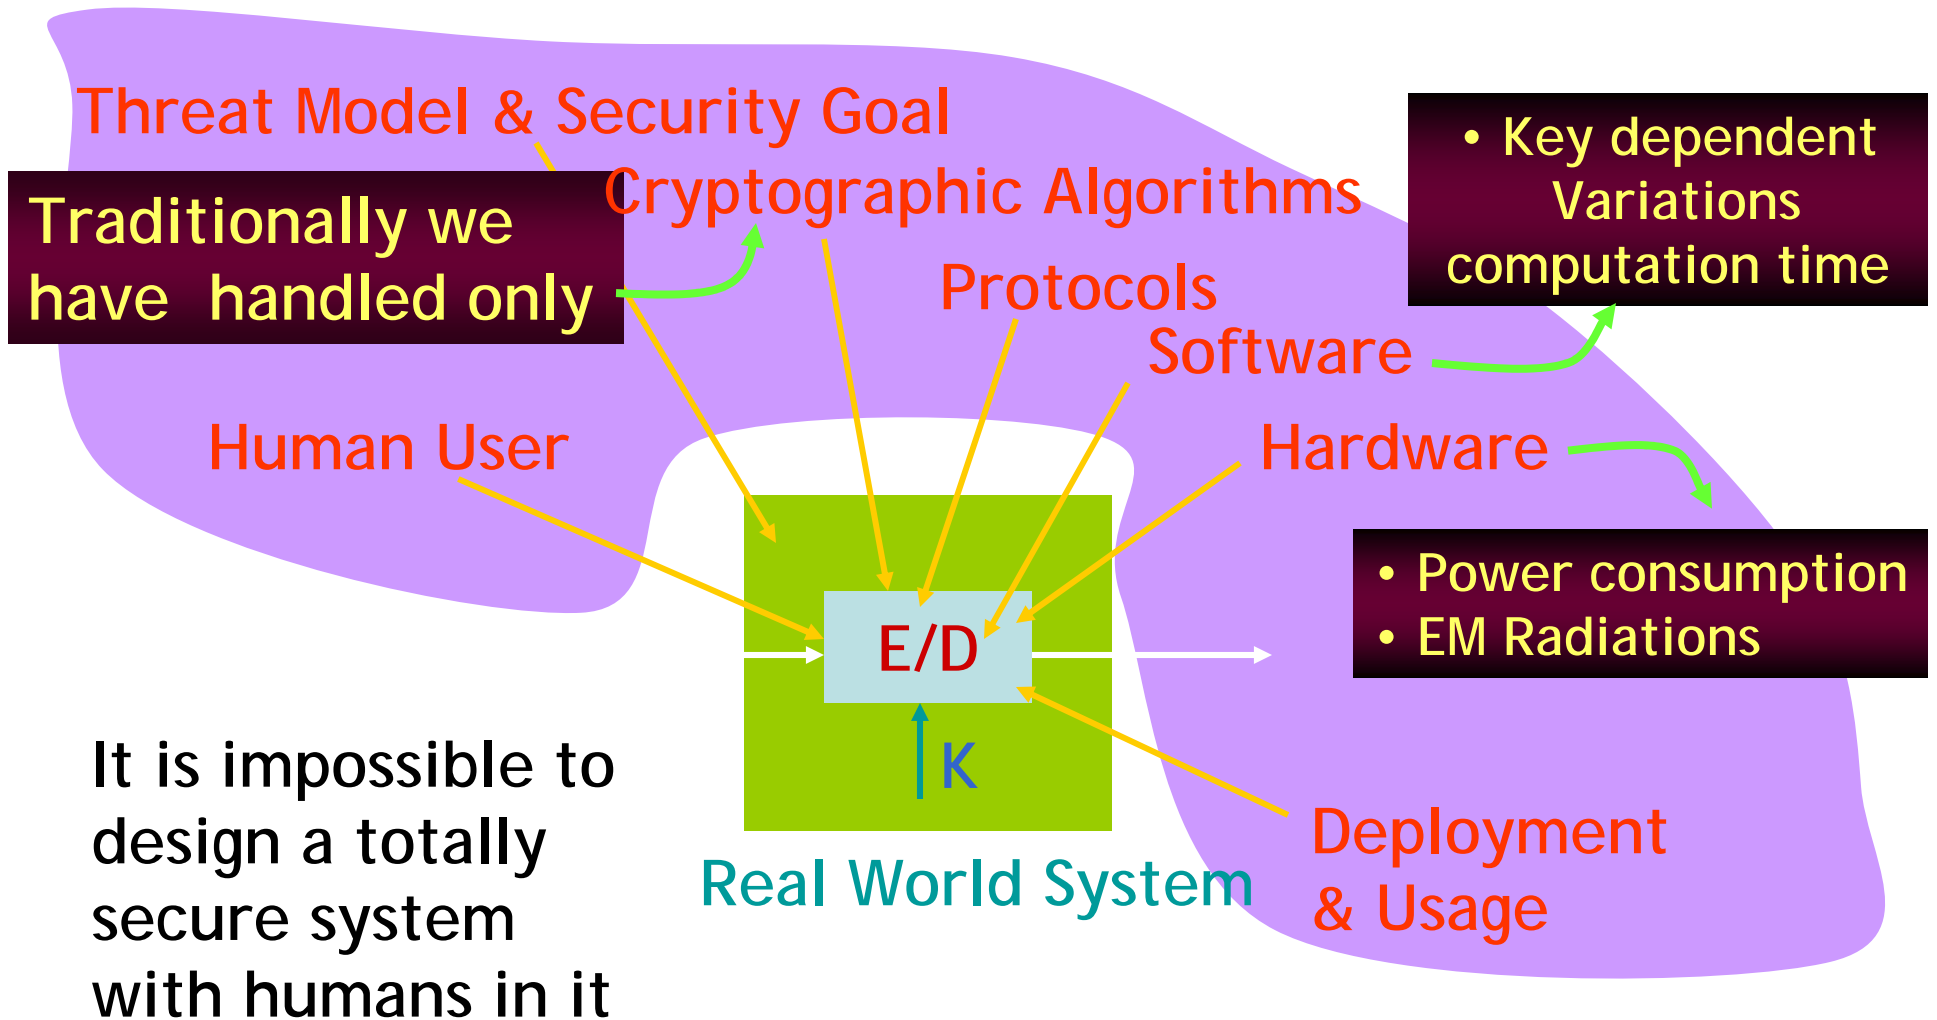 Threat Model & Security Goal
Traditionally we
have handled only
Cryptographic Algorithms
Protocols
Software
Hardware
Human User
• Key dependent
Variations
computation time
• Power consumption
• EM Radiations
E/D
K
Real World System
Deployment
& Usage
It is impossible to
design a totally
secure system
with humans in it